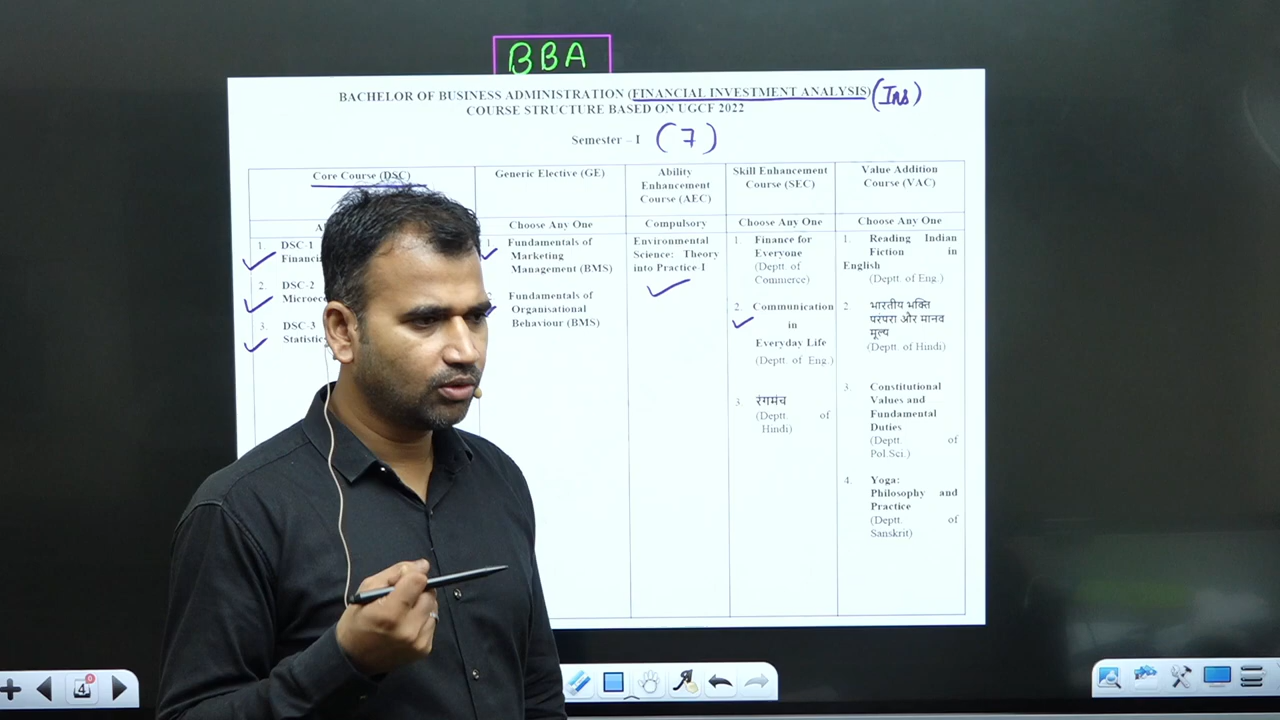 BBA
BACHELOR OF BUSINESS ADMINISTRATION (FINANCIAL INVESTMENT ANALYSIS) (Ins)
COURSE STRUCTURE BASED ON UGCF 2022
Semester – I (7)
Core Course (DSC)
1. DSC-1
2. DSC-2
3. DSC-3
Generic Elective (GE)
Choose Any One
1 Fundamentals of
Marketing
Management (BMS)
Fundamentals of
Organisational
Behaviour (BMS)
Ability
Enhancement
Course (AEC)
Compulsory
Environmental
Science: Theory
into Practice-I
Skill Enhancement
Course (SEC)
Choose Any One
1 Finance for
Everyone
(Deptt. of
Commerce)
2. Communication
in
Everyday Life
(Deptt. of Eng.)
3 रंगमंच
(Deptt. of
Hindi)
Value Addition
Course (VAC)
Choose Any One
1. Reading Indian
Fiction in
English
(Deptt. of Eng.)
2 भारतीय भक्ति
परंपरा और मानव
मूल्य
(Deptt. of Hindi)
3. Constitutional
Values and
Fundamental
Duties
(Deptt. of
Pol.Sci.)
4. Yoga:
Philosophy and
Practice
(Deptt. of
Sanskrit)
4
0